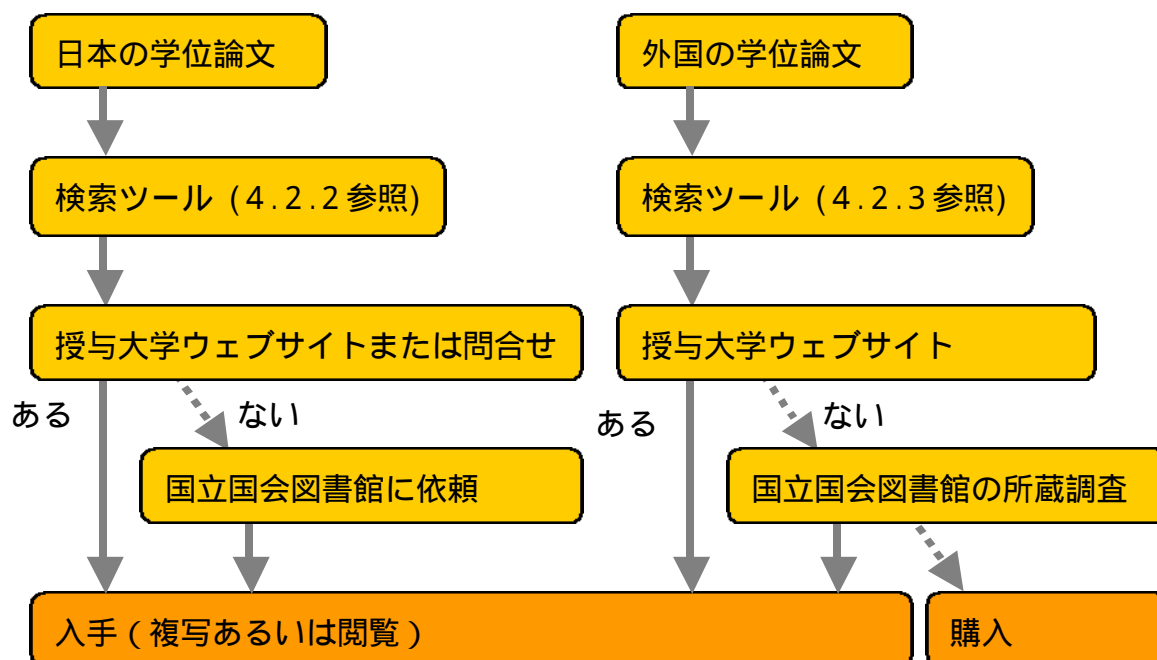 日本の学位論文
外国の学位論文
検索ツール (4.2.2参照)
検索ツール (4.2.3参照)
授与大学ウェブサイトまたは問合せ
授与大学ウェブサイト
ある
ない
ある
ない
国立国会図書館に依頼
国立国会図書館の所蔵調査
入手(複写あるいは閲覧)
購入